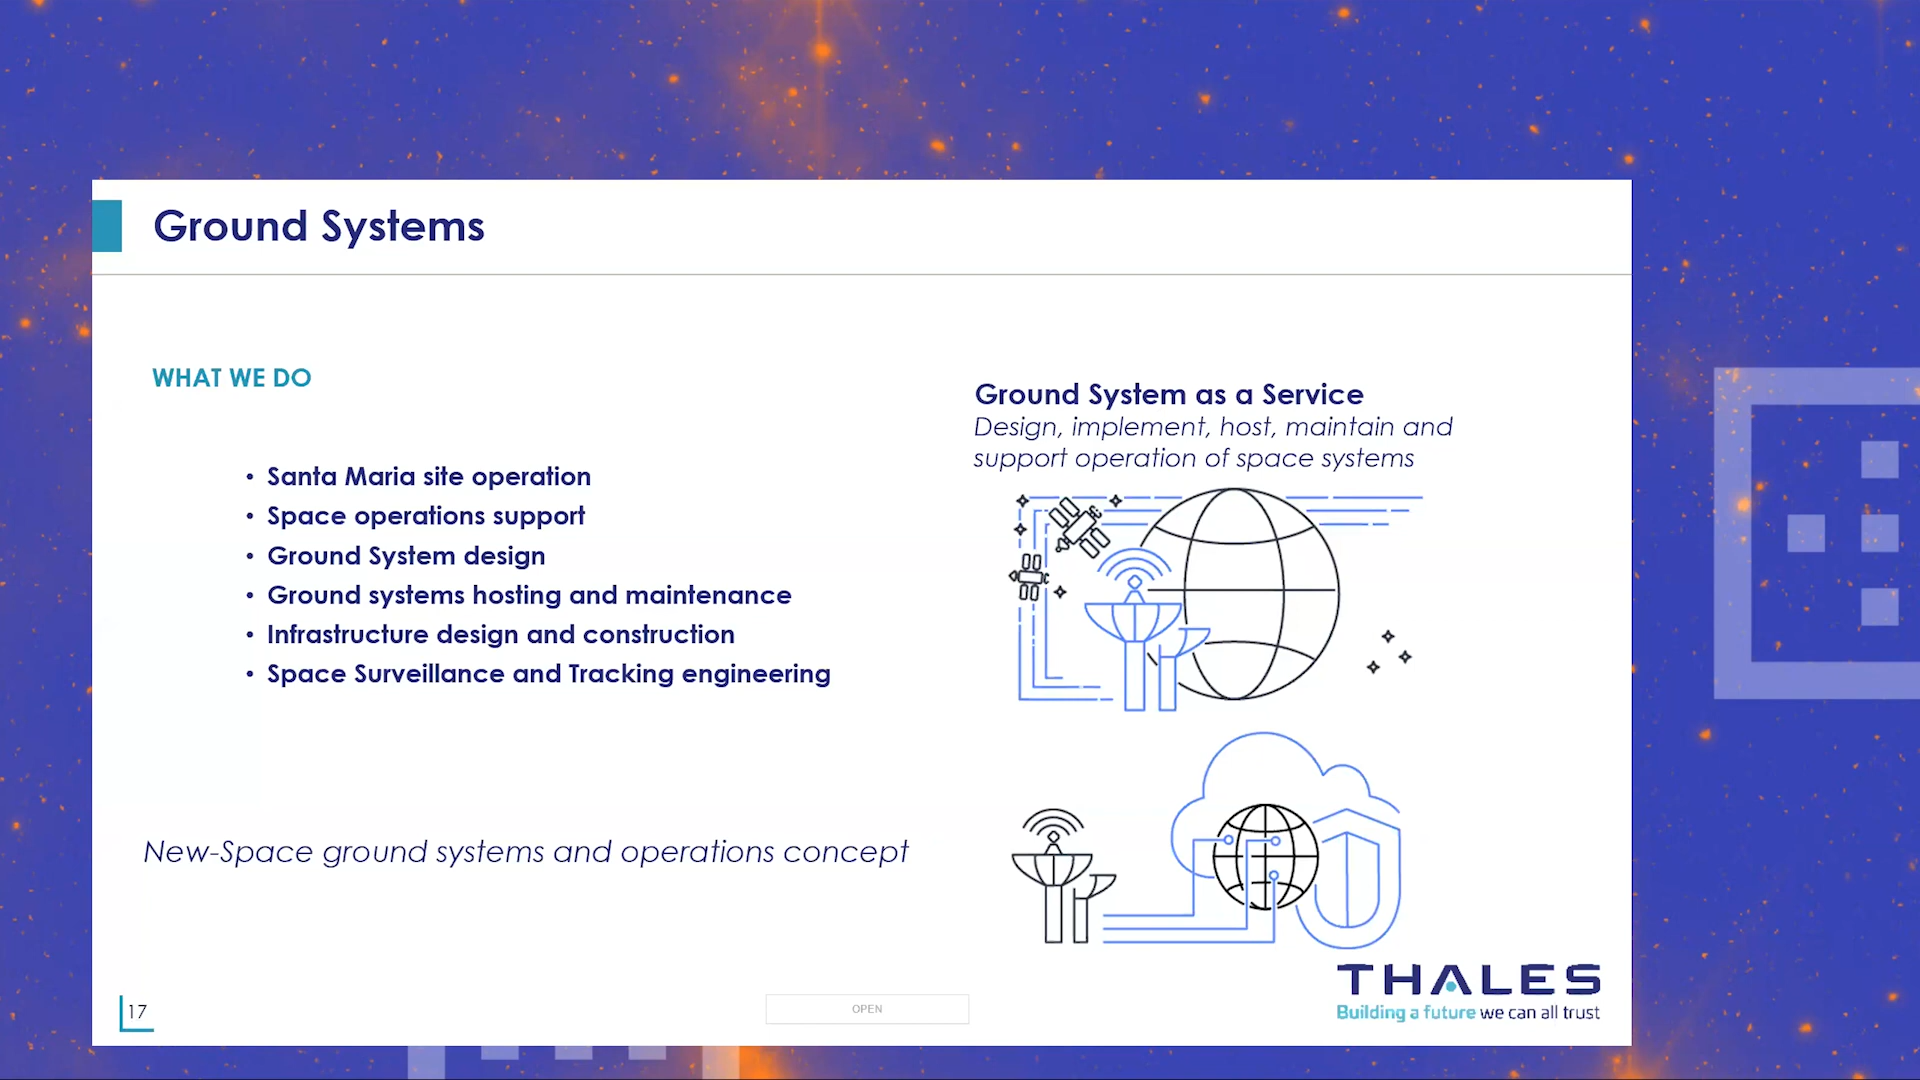 Ground Systems
WHAT WE DO
• Santa Maria site operation
• Space operations support
• Ground System design
• Ground systems hosting and maintenance
• Infrastructure design and construction
• Space Surveillance and Tracking engineering
New-Space ground systems and operations concept
Ground System as a Service
Design, implement, host, maintain and
support operation of space systems
17
OPEN
THALES
Building a future we can all trust